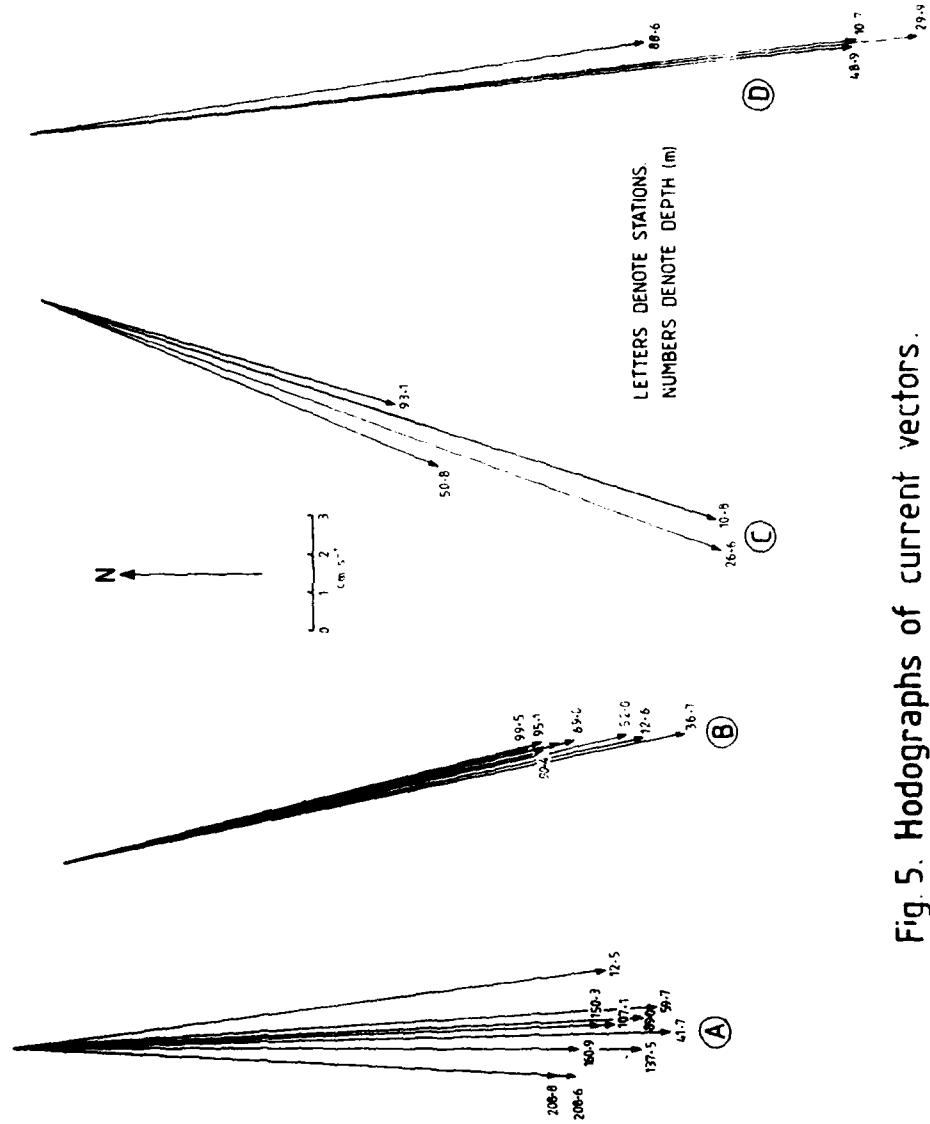 N
0 1 2 3
cm s⁻¹
LETTERS DENOTE STATIONS.
NUMBERS DENOTE DEPTH (m)
208·8
208·6
160·9
137·5
150·3
107·1
41·7
59·7
12·5
A
99·5
95·1
90·4
12·6
36·7
B
50·8
93·1
26·6
10·8
C
88·6
48·9
10·7
29·9
D
Fig. 5. Hodographs of current vectors.